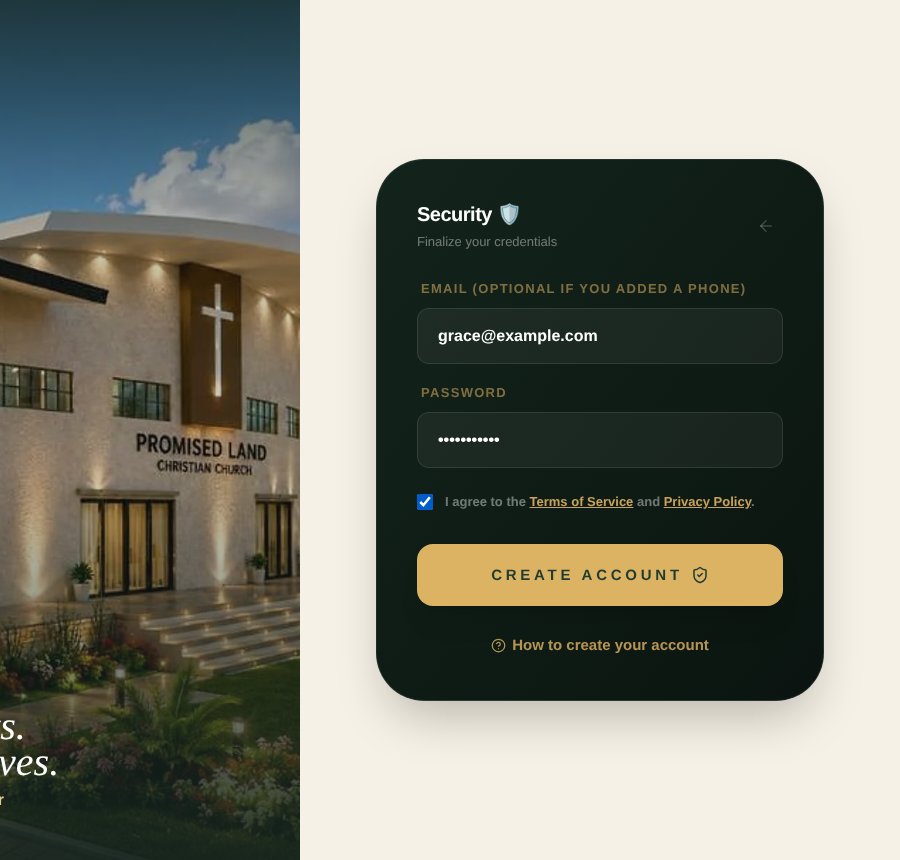 PROMISED LAND
CHRISTIAN CHURCH
Security
Finalize your credentials
EMAIL (OPTIONAL IF YOU ADDED A PHONE)
grace@example.com
PASSWORD
•••••••••••
I agree to the Terms of Service and Privacy Policy.
CREATE ACCOUNT
How to create your account